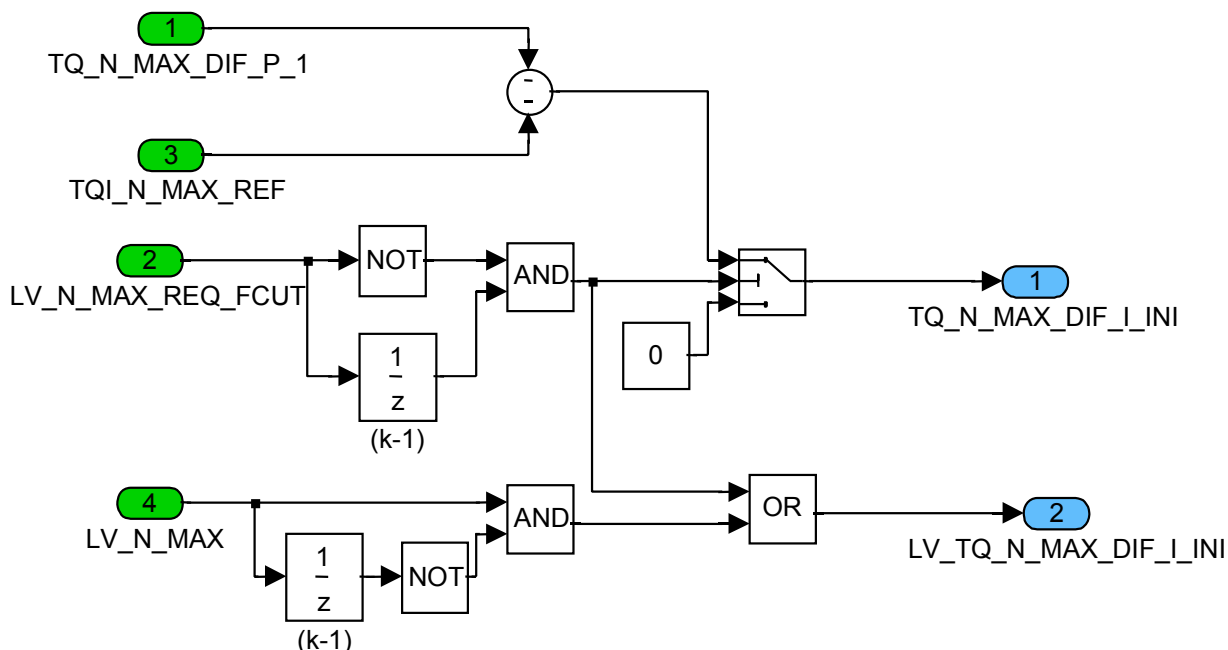 1
TQ_N_MAX_DIF_P_1
-
-
3
TQI_N_MAX_REF
2
LV_N_MAX_REQ_FCUT
NOT
AND
1
TQ_N_MAX_DIF_I_INI
0
1
z
(k-1)
4
LV_N_MAX
AND
OR
2
LV_TQ_N_MAX_DIF_I_INI
1
z
(k-1)
NOT